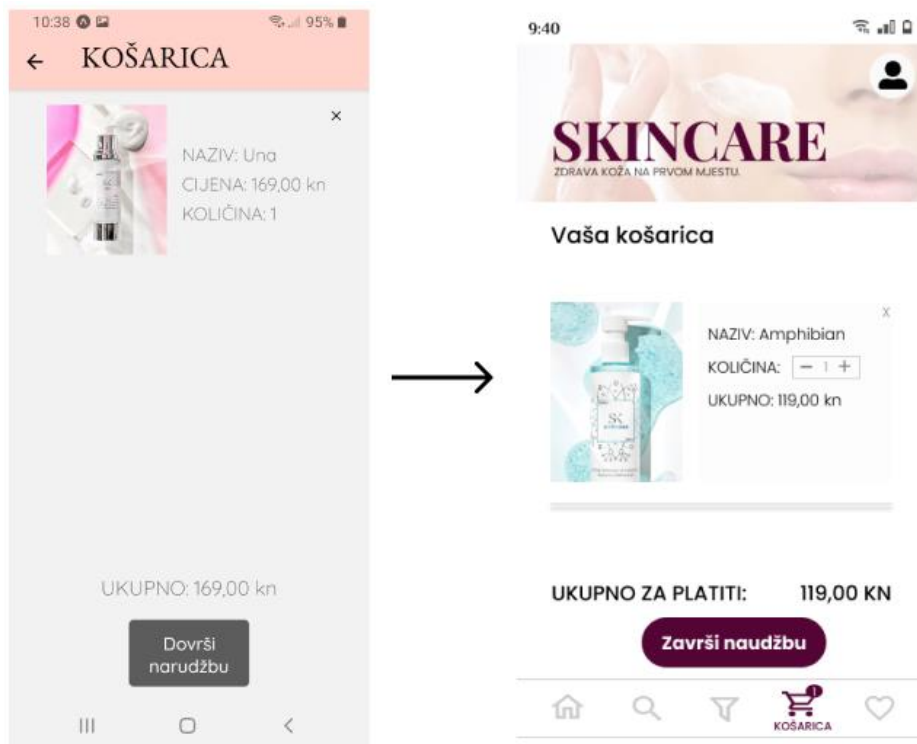 10:38 95%
KOŠARICA
×
NAZIV: Una
CIJENA: 169,00 kn
KOLIČINA: 1
UKUPNO: 169,00 kn
Dovrši
narudžbu
9:40
SKINCARE
ZDRAVA KOŽA NA PRVOM MJESTU.
Vaša košarica
X
NAZIV: Amphibian
KOLIČINA: − 1 +
UKUPNO: 119,00 kn
SK
UKUPNO ZA PLATITI: 119,00 KN
Završi naudžbu
1
KOŠARICA